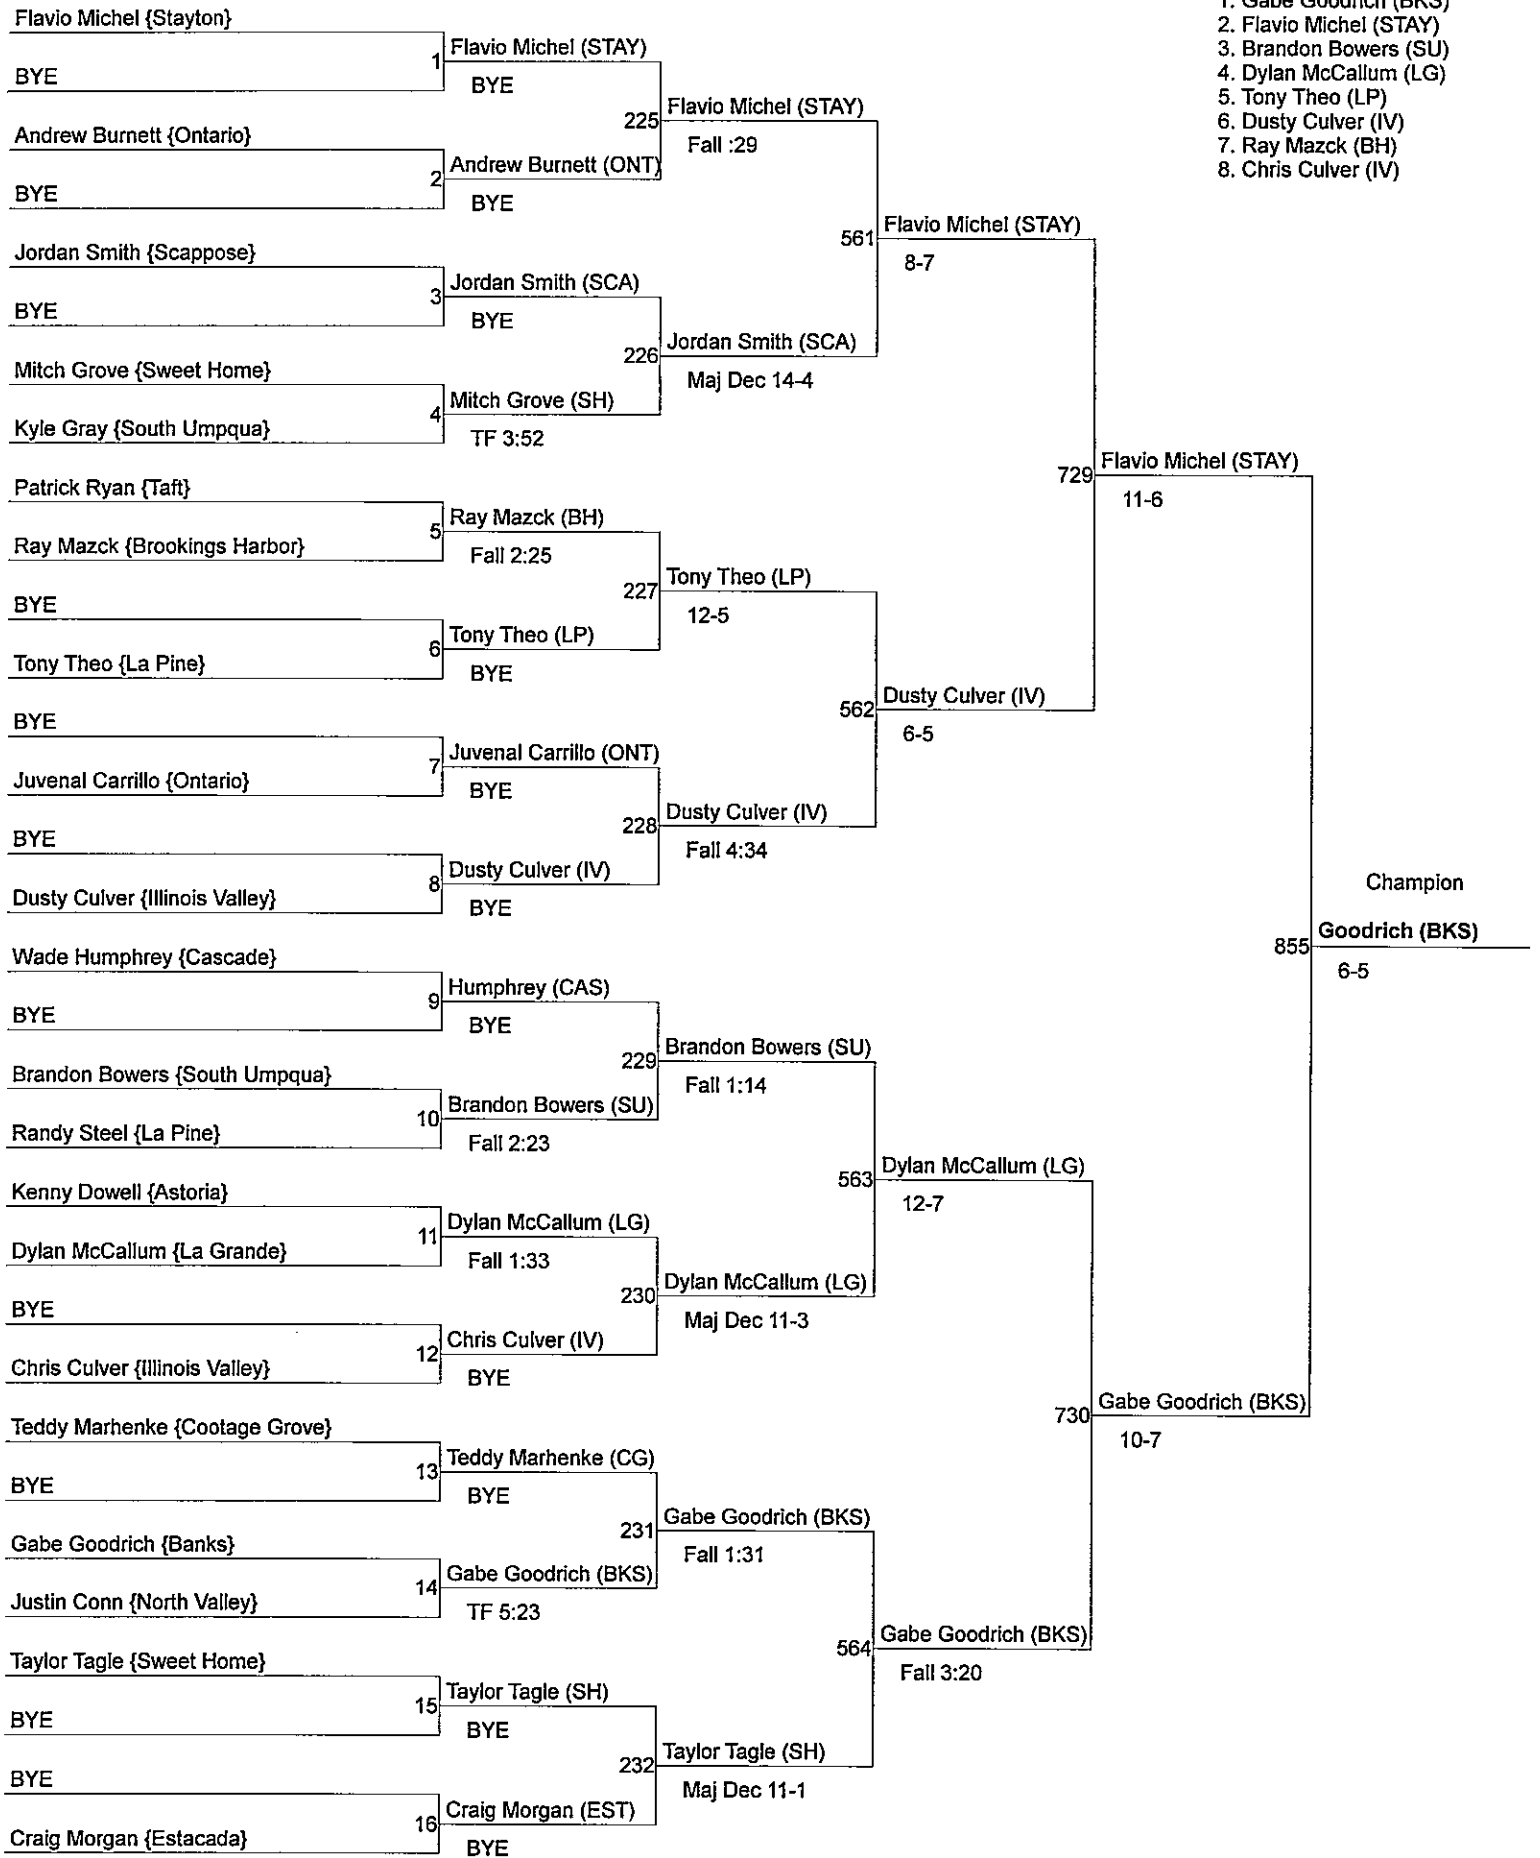 1. Gabe Goodrich (BKS)
2. Flavio Michel (STAY)
3. Brandon Bowers (SU)
4. Dylan McCallum (LG)
5. Tony Theo (LP)
6. Dusty Culver (IV)
7. Ray Mazck (BH)
8. Chris Culver (IV)
Flavio Michel {Stayton}
BYE
Andrew Burnett {Ontario}
BYE
Jordan Smith {Scappose}
BYE
Mitch Grove {Sweet Home}
Kyle Gray {South Umpqua}
Patrick Ryan {Taft}
Ray Mazck {Brookings Harbor}
BYE
Tony Theo {La Pine}
BYE
Juvenal Carrillo {Ontario}
BYE
Dusty Culver {Illinois Valley}
Wade Humphrey {Cascade}
BYE
Brandon Bowers {South Umpqua}
Randy Steel {La Pine}
Kenny Dowell {Astoria}
Dylan McCallum {La Grande}
BYE
Chris Culver {Illinois Valley}
Teddy Marhenke {Cootage Grove}
BYE
Gabe Goodrich {Banks}
Justin Conn {North Valley}
Taylor Tagle {Sweet Home}
BYE
BYE
Craig Morgan {Estacada}
1 Flavio Michel (STAY)
BYE
2 Andrew Burnett (ONT)
BYE
3 Jordan Smith (SCA)
BYE
4 Mitch Grove (SH)
TF 3:52
5 Ray Mazck (BH)
Fall 2:25
6 Tony Theo (LP)
BYE
7 Juvenal Carrillo (ONT)
BYE
8 Dusty Culver (IV)
BYE
9 Humphrey (CAS)
BYE
10 Brandon Bowers (SU)
Fall 2:23
11 Dylan McCallum (LG)
Fall 1:33
12 Chris Culver (IV)
BYE
13 Teddy Marhenke (CG)
BYE
14 Gabe Goodrich (BKS)
TF 5:23
15 Taylor Tagle (SH)
BYE
16 Craig Morgan (EST)
BYE
225 Flavio Michel (STAY)
Fall :29
226 Jordan Smith (SCA)
Maj Dec 14-4
227 Tony Theo (LP)
12-5
228 Dusty Culver (IV)
Fall 4:34
229 Brandon Bowers (SU)
Fall 1:14
230 Dylan McCallum (LG)
Maj Dec 11-3
231 Gabe Goodrich (BKS)
Fall 1:31
232 Taylor Tagle (SH)
Maj Dec 11-1
561 Flavio Michel (STAY)
8-7
562 Dusty Culver (IV)
6-5
563 Dylan McCallum (LG)
12-7
564 Gabe Goodrich (BKS)
Fall 3:20
729 Flavio Michel (STAY)
11-6
730 Gabe Goodrich (BKS)
10-7
Champion
855 Goodrich (BKS)
6-5